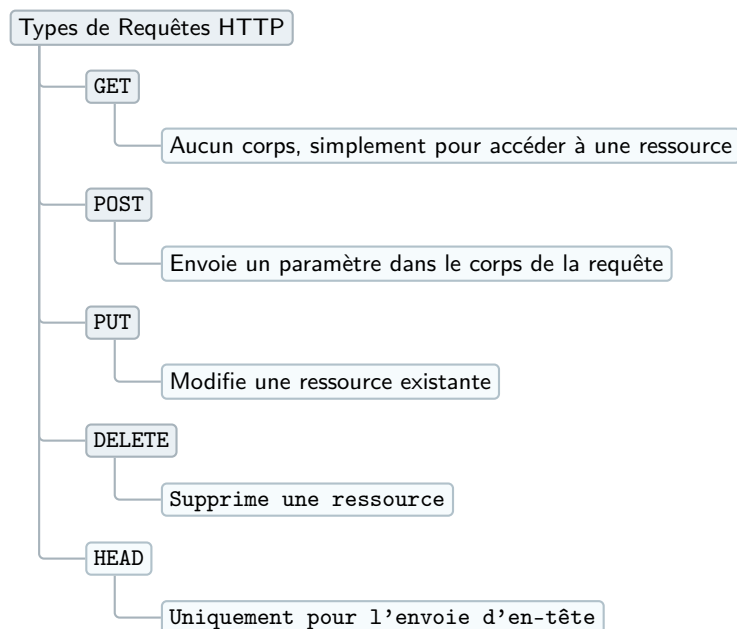 Types de Requêtes HTTP
GET
Aucun corps, simplement pour accéder à une ressource
POST
Envoie un paramètre dans le corps de la requête
PUT
Modifie une ressource existante
DELETE
Supprime une ressource
HEAD
Uniquement pour l'envoie d'en-tête